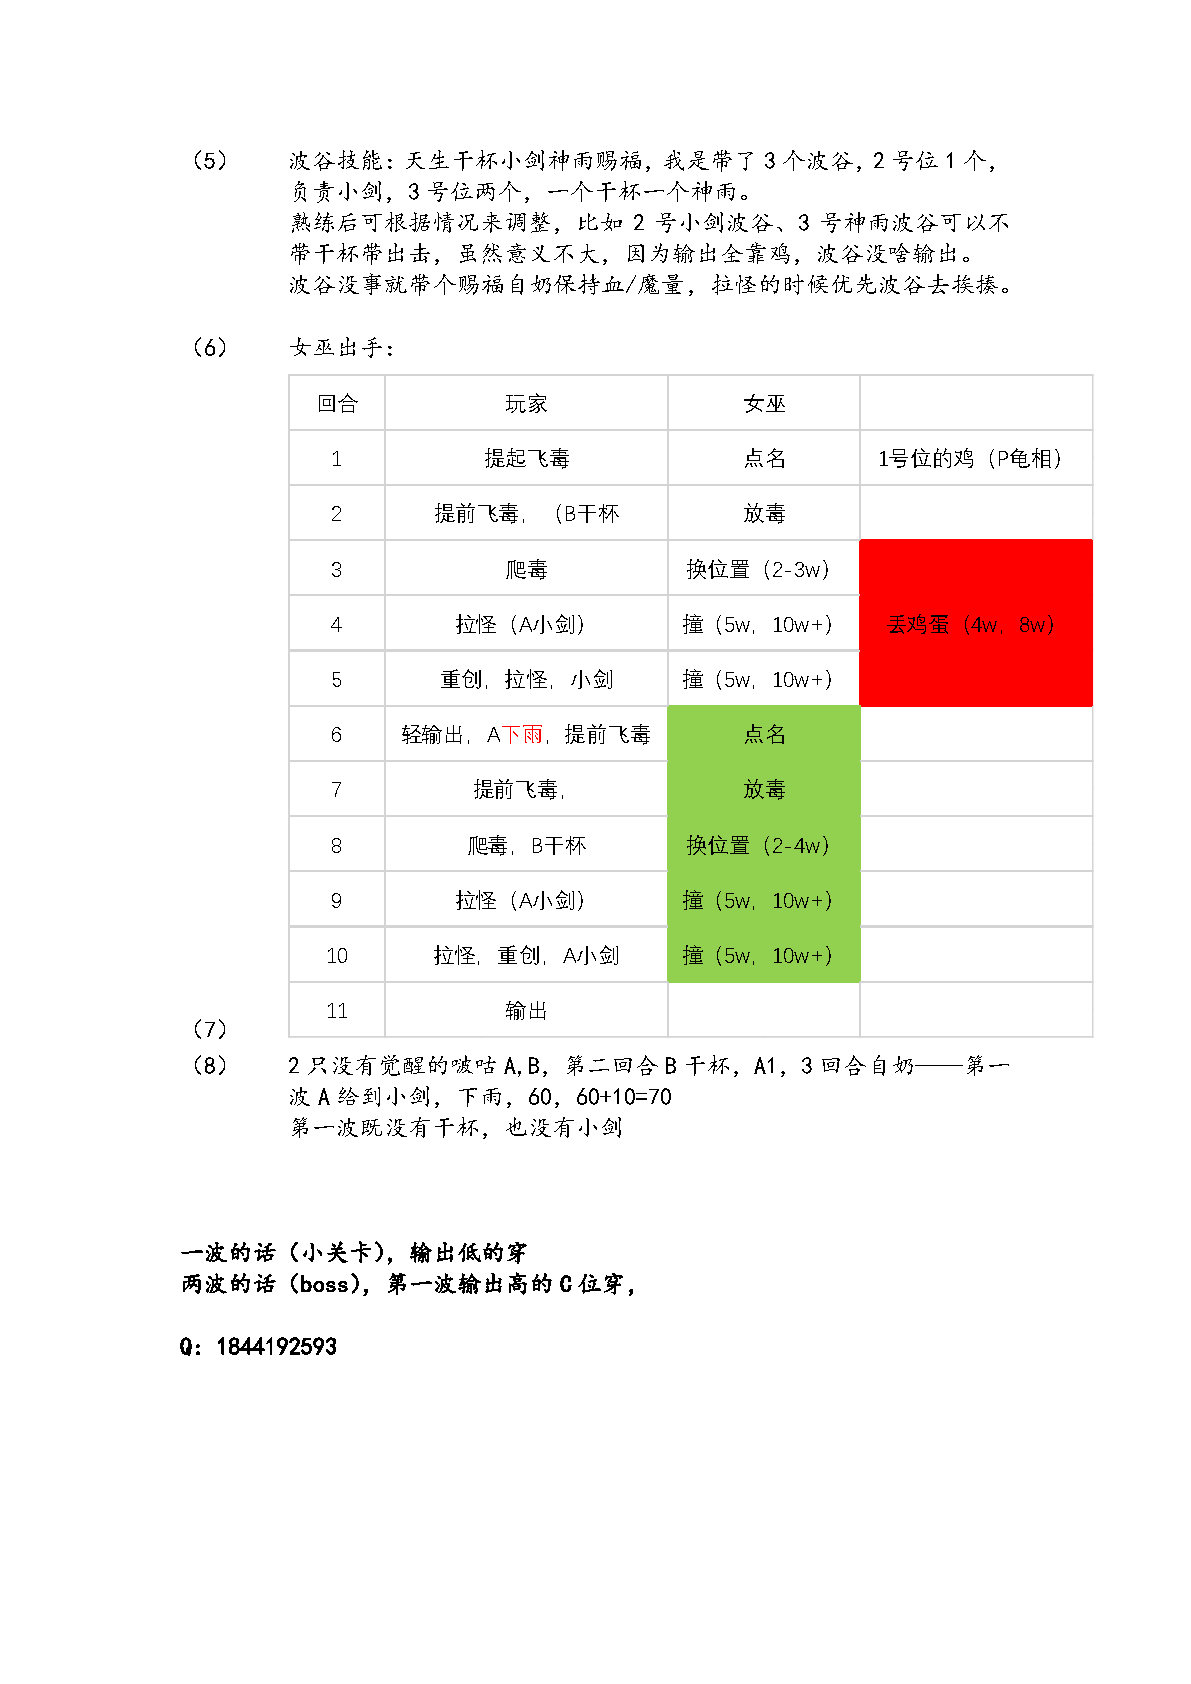 （5） 波谷技能：天生干杯小剑神雨赐福，我是带了3个波谷，2号位1个，
负责小剑，3号位两个，一个干杯一个神雨。
熟练后可根据情况来调整，比如 2 号小剑波谷、3 号神雨波谷可以不
带干杯带出击，虽然意义不大，因为输出全靠鸡，波谷没啥输出。
波谷没事就带个赐福自奶保持血/魔量，拉怪的时候优先波谷去挨揍。
（6） 女巫出手：
回合 玩家 女巫
1 提起飞毒 点名 1号位的鸡（P龟相）
2 提前飞毒，（B干杯 放毒
3 爬毒 换位置（2-3w）
4 拉怪（A小剑） 撞（5w，10w+） 丢鸡蛋（4w，8w）
5 重创，拉怪，小剑 撞（5w，10w+）
6 轻输出，A下雨，提前飞毒 点名
7 提前飞毒， 放毒
8 爬毒，B干杯 换位置（2-4w）
9 拉怪（A小剑） 撞（5w，10w+）
10 拉怪，重创，A小剑 撞（5w，10w+）
11 输出
（7）
（8） 2只没有觉醒的啵咕A,B，第二回合B干杯，A1，3回合自奶——第一
波A给到小剑，下雨，60，60+10=70
第一波既没有干杯，也没有小剑
一波的话（小关卡），输出低的穿
两波的话（boss），第一波输出高的C位穿，
Q：1844192593